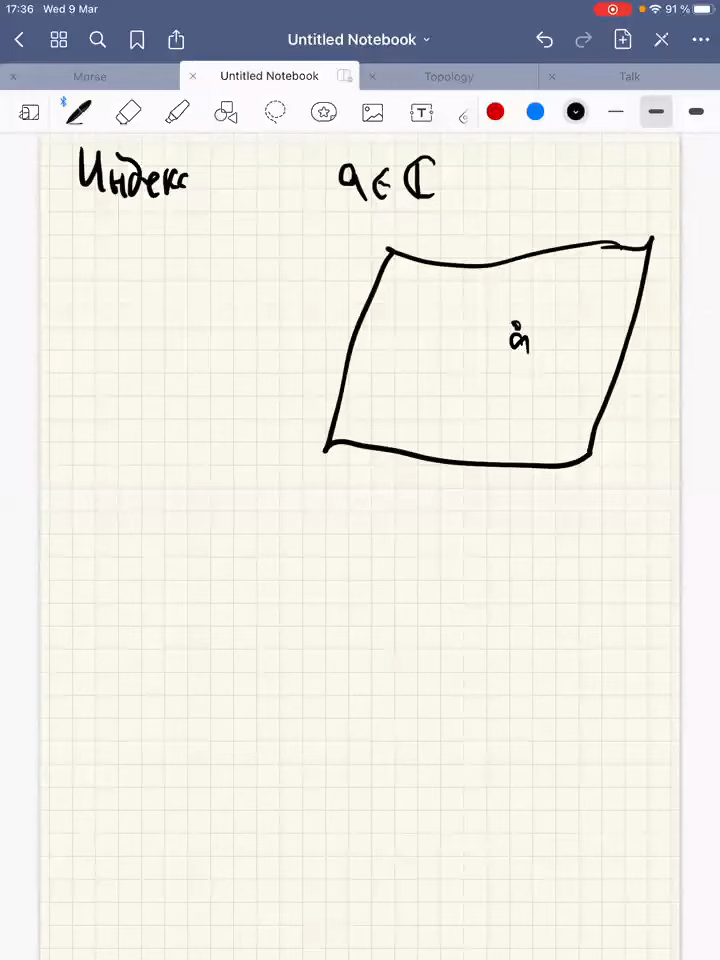 17:36 Wed 9 Mar 91 %
Untitled Notebook
Morse Untitled Notebook Topology Talk
T
Индекс a ∈ ℂ
a